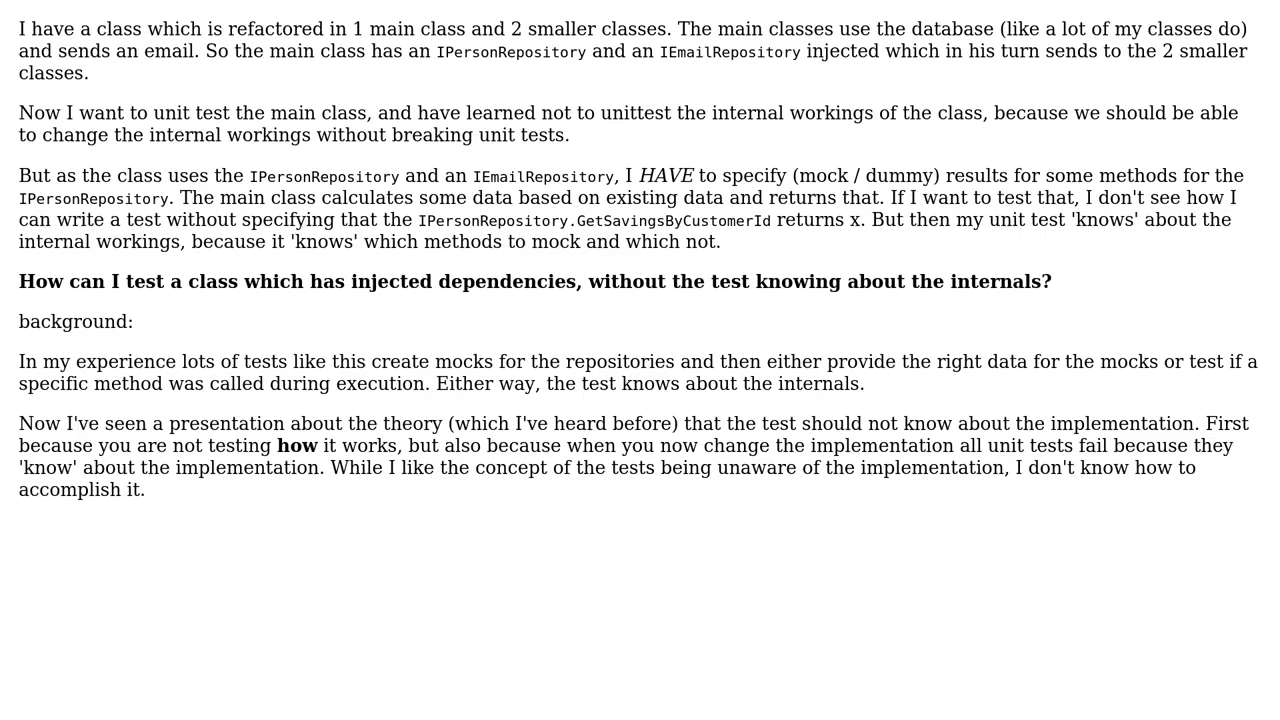 I have a class which is refactored in 1 main class and 2 smaller classes. The main classes use the database (like a lot of my classes do)
and sends an email. So the main class has an IPersonRepository and an IEmailRepository injected which in his turn sends to the 2 smaller
classes.
Now I want to unit test the main class, and have learned not to unittest the internal workings of the class, because we should be able
to change the internal workings without breaking unit tests.
But as the class uses the IPersonRepository and an IEmailRepository, I HAVE to specify (mock / dummy) results for some methods for the
IPersonRepository. The main class calculates some data based on existing data and returns that. If I want to test that, I don't see how I
can write a test without specifying that the IPersonRepository.GetSavingsByCustomerId returns x. But then my unit test 'knows' about the
internal workings, because it 'knows' which methods to mock and which not.
How can I test a class which has injected dependencies, without the test knowing about the internals?
background:
In my experience lots of tests like this create mocks for the repositories and then either provide the right data for the mocks or test if a
specific method was called during execution. Either way, the test knows about the internals.
Now I've seen a presentation about the theory (which I've heard before) that the test should not know about the implementation. First
because you are not testing how it works, but also because when you now change the implementation all unit tests fail because they
'know' about the implementation. While I like the concept of the tests being unaware of the implementation, I don't know how to
accomplish it.